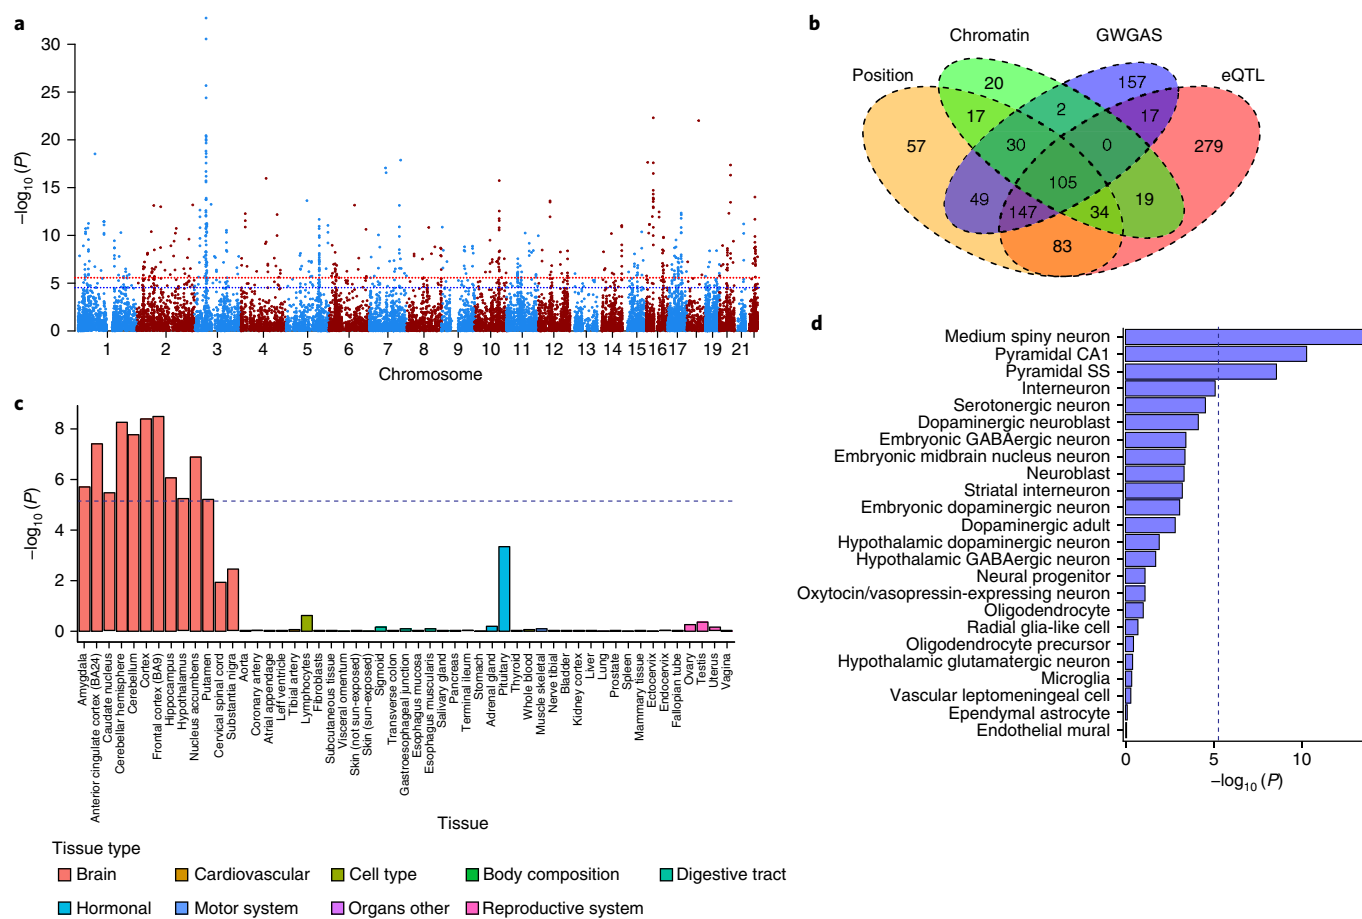 a
−log10 (P)
30
25
20
15
10
5
0
1 2 3 4 5 6 7 8 9 10 11 12 13 14 15 16 17 19 21
Chromosome
b
Chromatin GWGAS
Position eQTL
20 157
17 2 17
57 30 0 279
105
49 147 34 19
83
c
−log10 (P)
8
6
4
2
0
Amygdala
Anterior cingulate cortex (BA24)
Caudate nucleus
Cerebellar hemisphere
Cerebellum
Cortex
Frontal cortex (BA9)
Hippocampus
Hypothalamus
Nucleus accumbens
Putamen
Cervical spinal cord
Substantia nigra
Aorta
Coronary artery
Atrial appendage
Left ventricle
Tibial artery
Lymphocytes
Fibroblasts
Subcutaneous tissue
Visceral omentum
Skin (not sun-exposed)
Skin (sun-exposed)
Sigmoid
Transverse colon
Gastroesophageal junction
Esophagus mucosa
Esophagus muscularis
Salivary gland
Pancreas
Terminal ileum
Stomach
Adrenal gland
Pituitary
Thyroid
Whole blood
Muscle skeletal
Nerve tibial
Bladder
Kidney cortex
Liver
Lung
Prostate
Spleen
Mammary tissue
Ectocervix
Endocervix
Fallopian tube
Ovary
Testis
Uterus
Vagina
Tissue
Tissue type
Brain Cardiovascular Cell type Body composition Digestive tract
Hormonal Motor system Organs other Reproductive system
d
Medium spiny neuron
Pyramidal CA1
Pyramidal SS
Interneuron
Serotonergic neuron
Dopaminergic neuroblast
Embryonic GABAergic neuron
Embryonic midbrain nucleus neuron
Neuroblast
Striatal interneuron
Embryonic dopaminergic neuron
Dopaminergic adult
Hypothalamic dopaminergic neuron
Hypothalamic GABAergic neuron
Neural progenitor
Oxytocin/vasopressin-expressing neuron
Oligodendrocyte
Radial glia-like cell
Oligodendrocyte precursor
Hypothalamic glutamatergic neuron
Microglia
Vascular leptomeningeal cell
Ependymal astrocyte
Endothelial mural
0 5 10
−log10 (P)